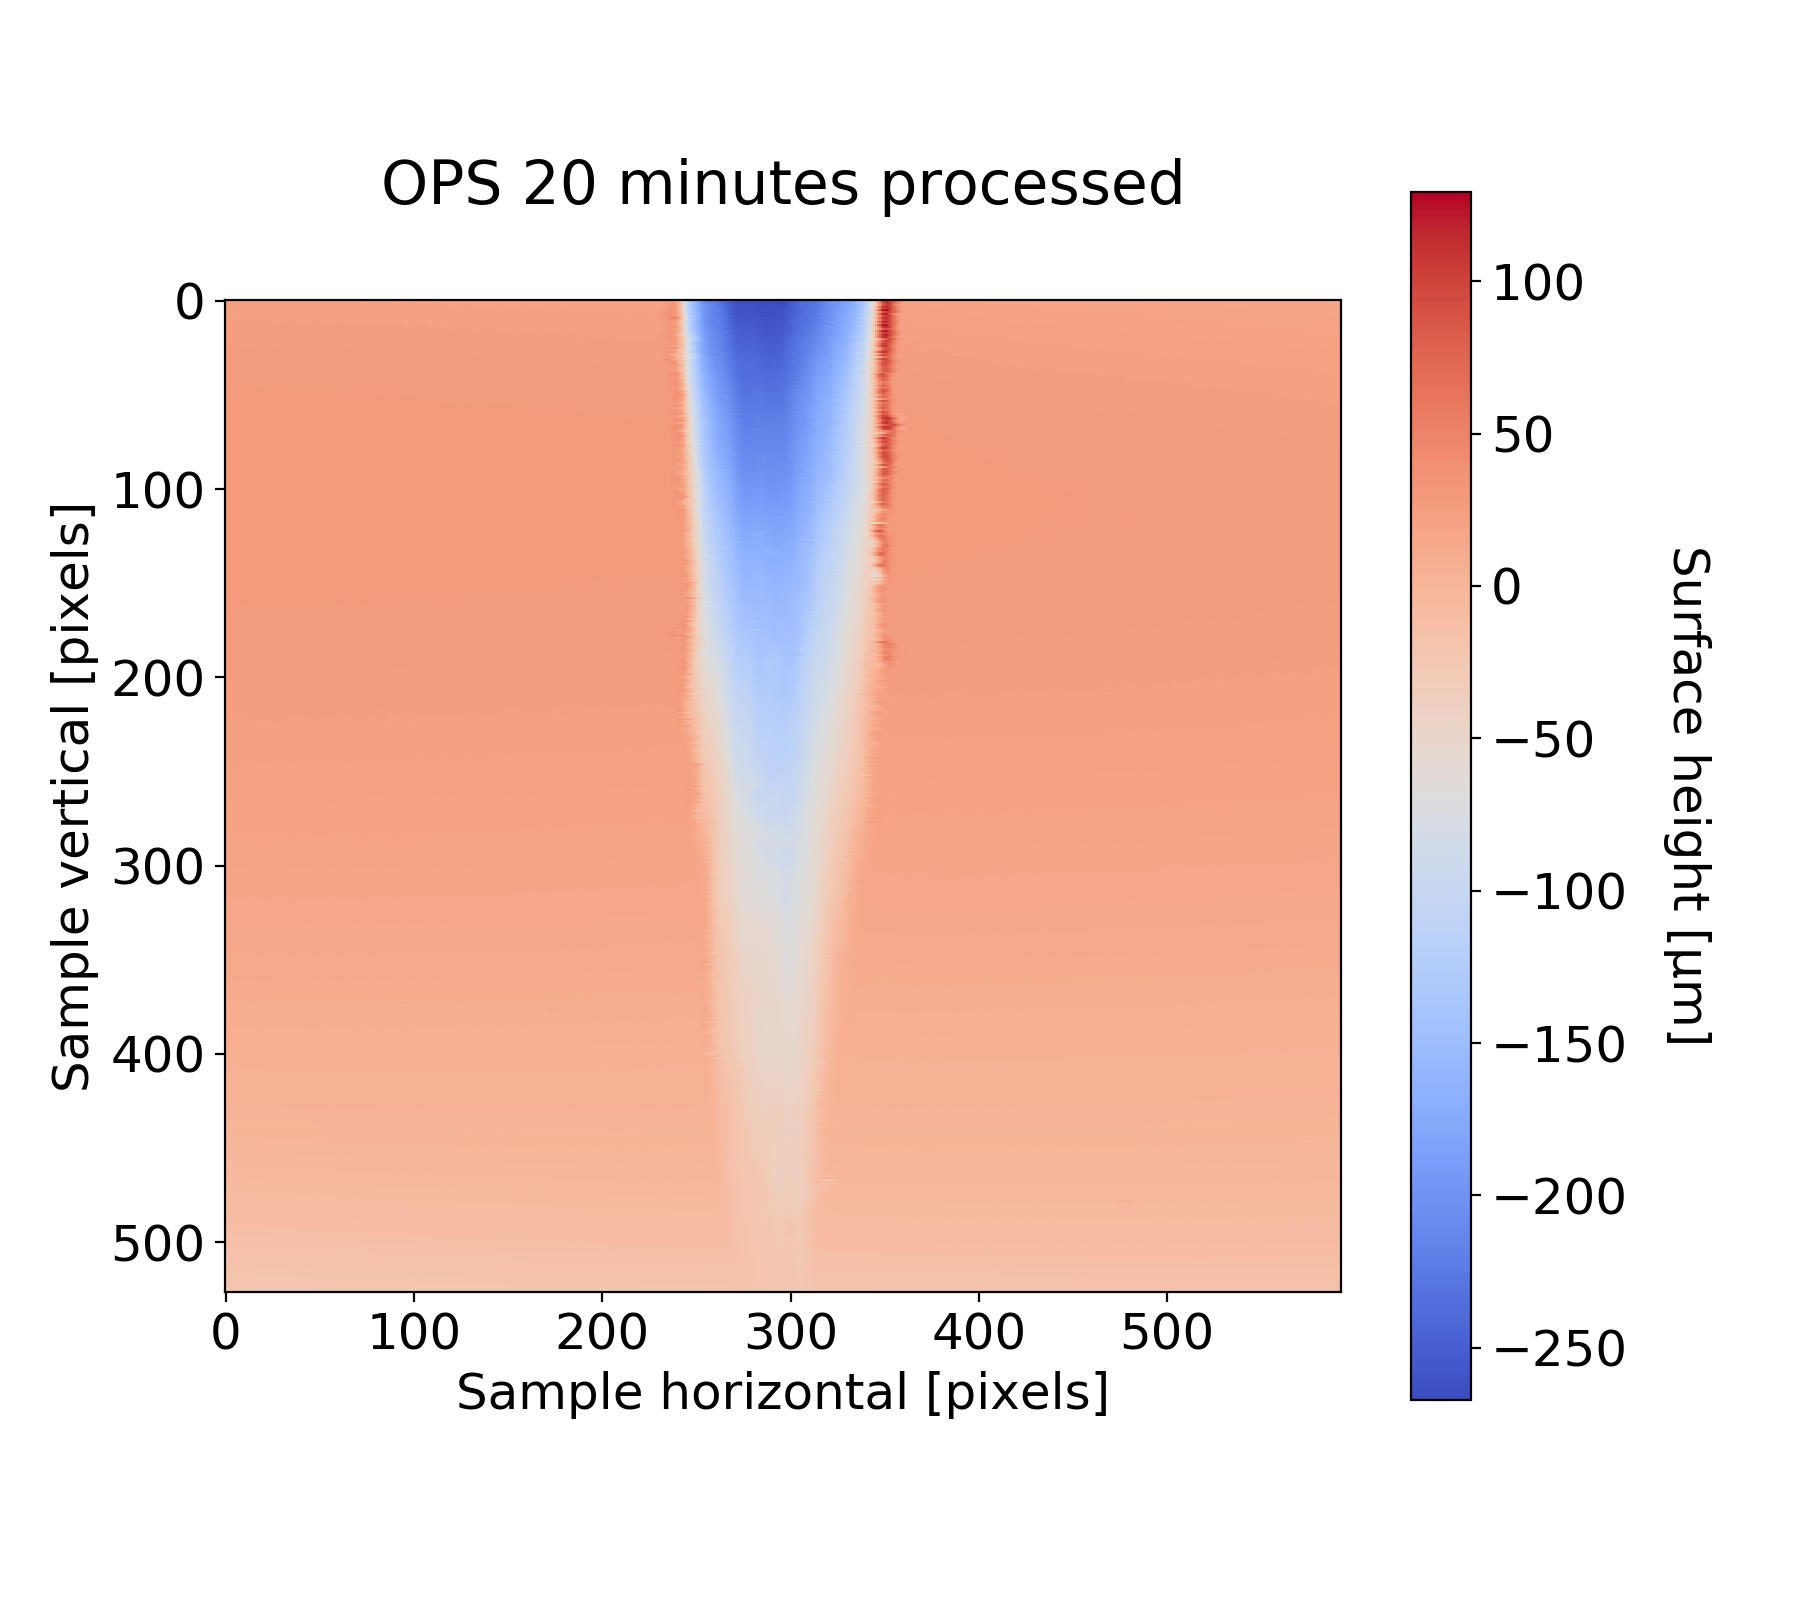 OPS 20 minutes processed
0
100
200
300
400
500
Sample vertical [pixels]
0 100 200 300 400 500
Sample horizontal [pixels]
100
50
0
−50
−100
−150
−200
−250
Surface height [μm]